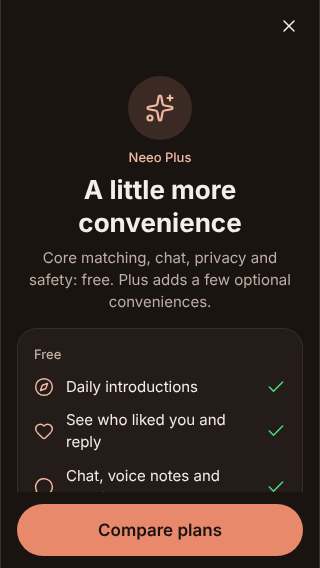 Neeo Plus
A little more
convenience
Core matching, chat, privacy and
safety: free. Plus adds a few optional
conveniences.
Free
Daily introductions
See who liked you and
reply
Chat, voice notes and
Compare plans